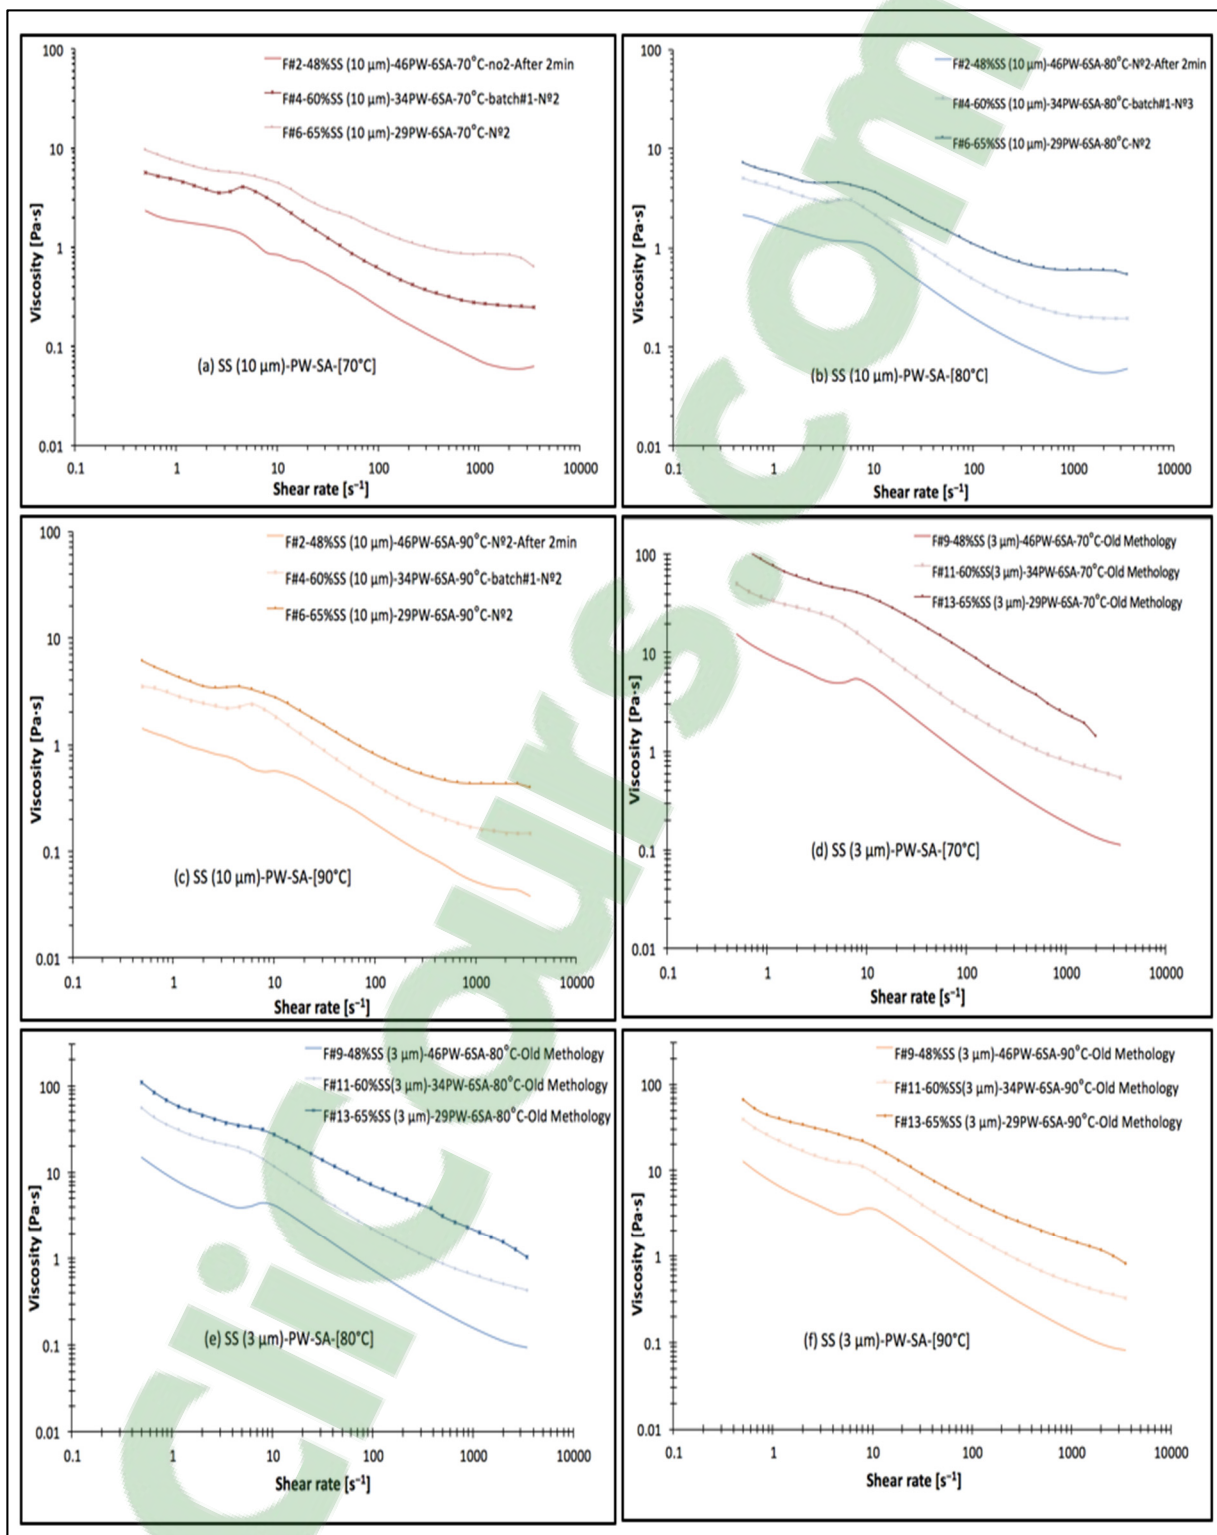 100
10
1
0.1
0.01
0.1
1
10
100
1000
10000
Viscosity [Pa·s]
Shear rate [s⁻¹]
F#2-48%SS (10 µm)-46PW-6SA-70°C-no2-After 2min
F#4-60%SS (10 µm)-34PW-6SA-70°C-batch#1-Nº2
F#6-65%SS (10 µm)-29PW-6SA-70°C-Nº2
(a) SS (10 µm)-PW-SA-[70°C]
100
10
1
0.1
0.01
0.1
1
10
100
1000
10000
Viscosity [Pa·s]
Shear rate [s⁻¹]
F#2-48%SS (10 µm)-46PW-6SA-80°C-Nº2-After 2min
F#4-60%SS (10 µm)-34PW-6SA-80°C-batch#1-Nº3
F#6-65%SS (10 µm)-29PW-6SA-80°C-Nº2
(b) SS (10 µm)-PW-SA-[80°C]
100
10
1
0.1
0.01
0.1
1
10
100
1000
10000
Viscosity [Pa·s]
Shear rate [s⁻¹]
F#2-48%SS (10 µm)-46PW-6SA-90°C-Nº2-After 2min
F#4-60%SS (10 µm)-34PW-6SA-90°C-batch#1-Nº2
F#6-65%SS (10 µm)-29PW-6SA-90°C-Nº2
(c) SS (10 µm)-PW-SA-[90°C]
100
10
1
0.1
0.01
0.1
1
10
100
1000
10000
Viscosity [Pa·s]
Shear rate [s⁻¹]
F#9-48%SS (3 µm)-46PW-6SA-70°C-Old Methology
F#11-60%SS(3 µm)-34PW-6SA-70°C-Old Methology
F#13-65%SS (3 µm)-29PW-6SA-70°C-Old Methology
(d) SS (3 µm)-PW-SA-[70°C]
100
10
1
0.1
0.01
0.1
1
10
100
1000
10000
Viscosity [Pa·s]
Shear rate [s⁻¹]
F#9-48%SS (3 µm)-46PW-6SA-80°C-Old Methology
F#11-60%SS(3 µm)-34PW-6SA-80°C-Old Methology
F#13-65%SS (3 µm)-29PW-6SA-80°C-Old Methology
(e) SS (3 µm)-PW-SA-[80°C]
100
10
1
0.1
0.01
0.1
1
10
100
1000
10000
Viscosity [Pa·s]
Shear rate [s⁻¹]
F#9-48%SS (3 µm)-46PW-6SA-90°C-Old Methology
F#11-60%SS(3 µm)-34PW-6SA-90°C-Old Methology
F#13-65%SS (3 µm)-29PW-6SA-90°C-Old Methology
(f) SS (3 µm)-PW-SA-[90°C]
Clicours.com